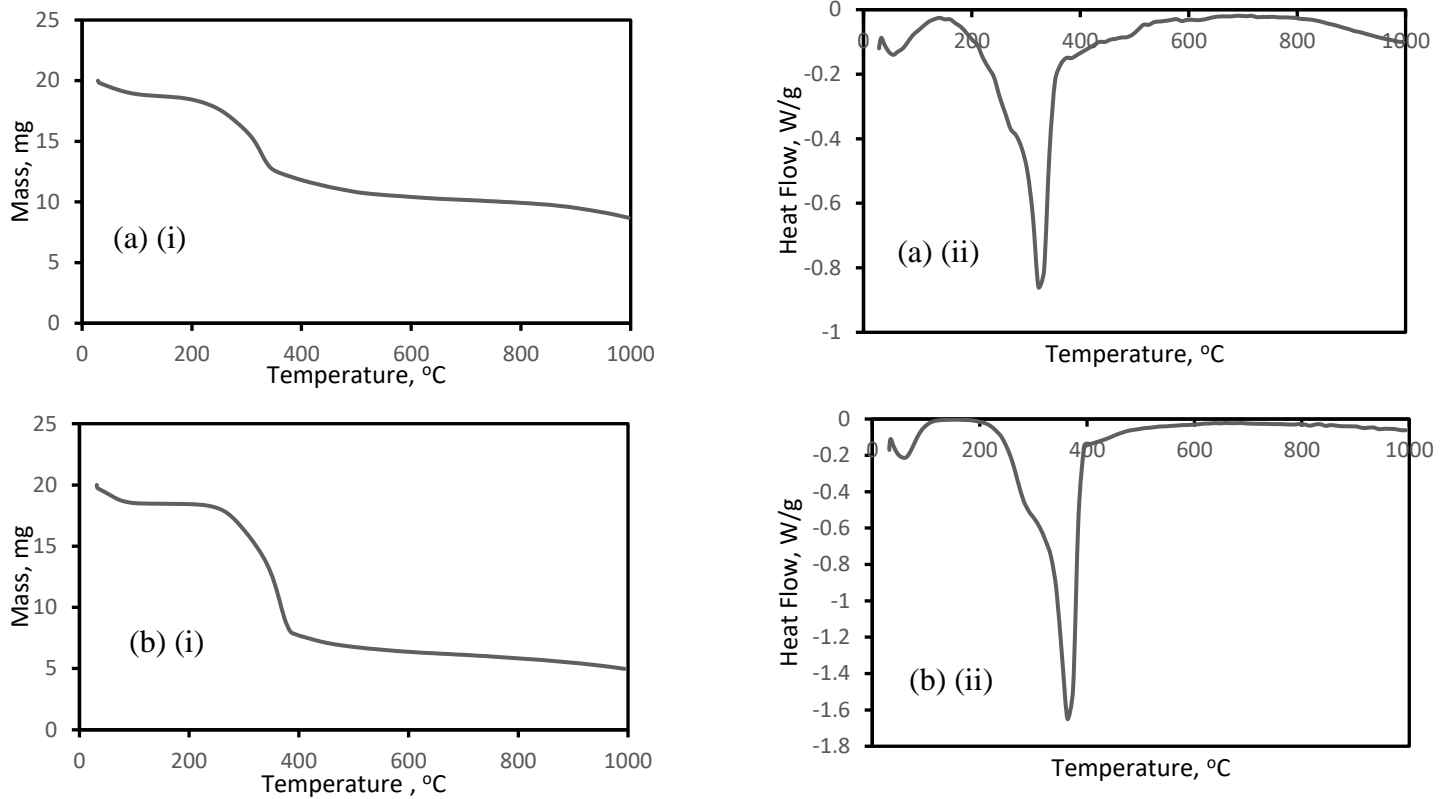 25
20
15
10
5
0
0 200 400 600 800 1000
Mass, mg
Temperature, °C
(a) (i)
0
-0.2
-0.4
-0.6
-0.8
-1
0 200 400 600 800 1000
Heat Flow, W/g
Temperature, °C
(a) (ii)
25
20
15
10
5
0
0 200 400 600 800 1000
Mass, mg
Temperature , °C
(b) (i)
0
-0.2
-0.4
-0.6
-0.8
-1
-1.2
-1.4
-1.6
-1.8
0 200 400 600 800 1000
Heat Flow, W/g
Temperature, °C
(b) (ii)